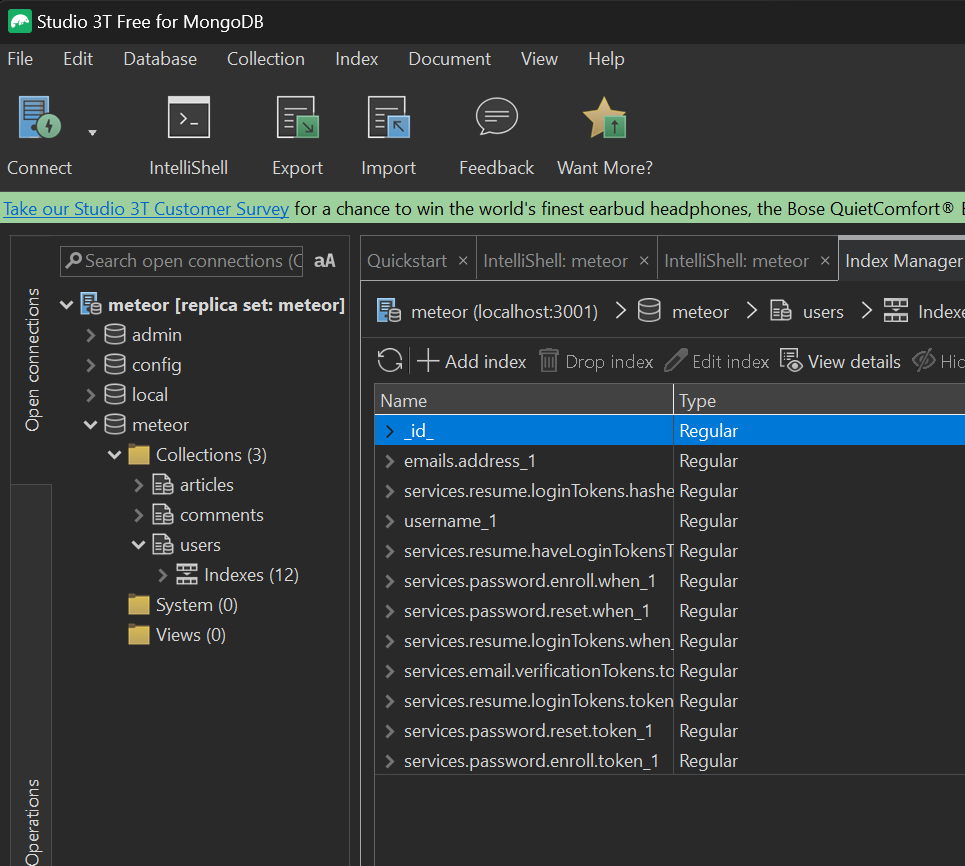 Studio 3T Free for MongoDB
File Edit Database Collection Index Document View Help
Connect IntelliShell Export Import Feedback Want More?
Take our Studio 3T Customer Survey for a chance to win the world's finest earbud headphones, the Bose QuietComfort®
Open connections
Operations
Search open connections (C aA
meteor [replica set: meteor]
admin
config
local
meteor
Collections (3)
articles
comments
users
Indexes (12)
System (0)
Views (0)
Quickstart × IntelliShell: meteor × IntelliShell: meteor × Index Manager
meteor (localhost:3001) meteor users Indexe
Add index Drop index Edit index View details Hid
Name Type
_id_ Regular
emails.address_1 Regular
services.resume.loginTokens.hashe Regular
username_1 Regular
services.resume.haveLoginTokensT Regular
services.password.enroll.when_1 Regular
services.password.reset.when_1 Regular
services.resume.loginTokens.when_ Regular
services.email.verificationTokens.to Regular
services.resume.loginTokens.token Regular
services.password.reset.token_1 Regular
services.password.enroll.token_1 Regular